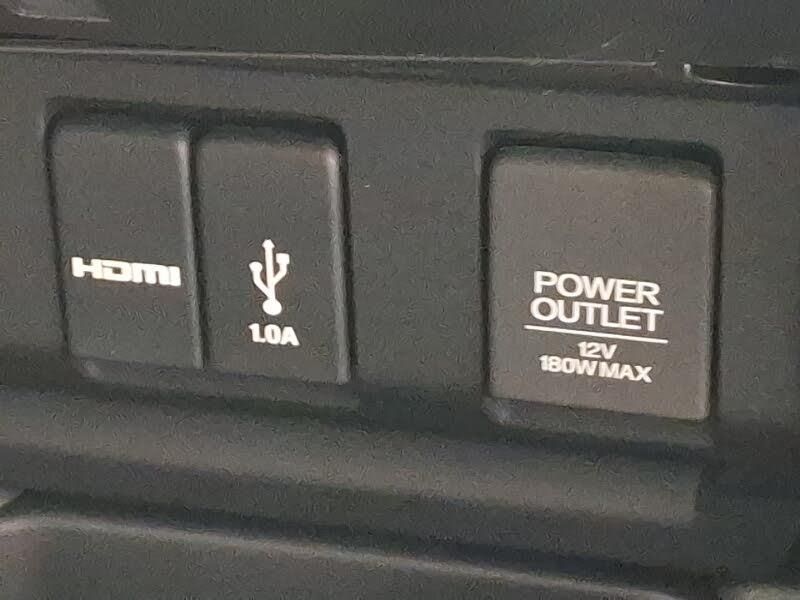 HDMI
1.0A
POWER
OUTLET
12V
180W MAX